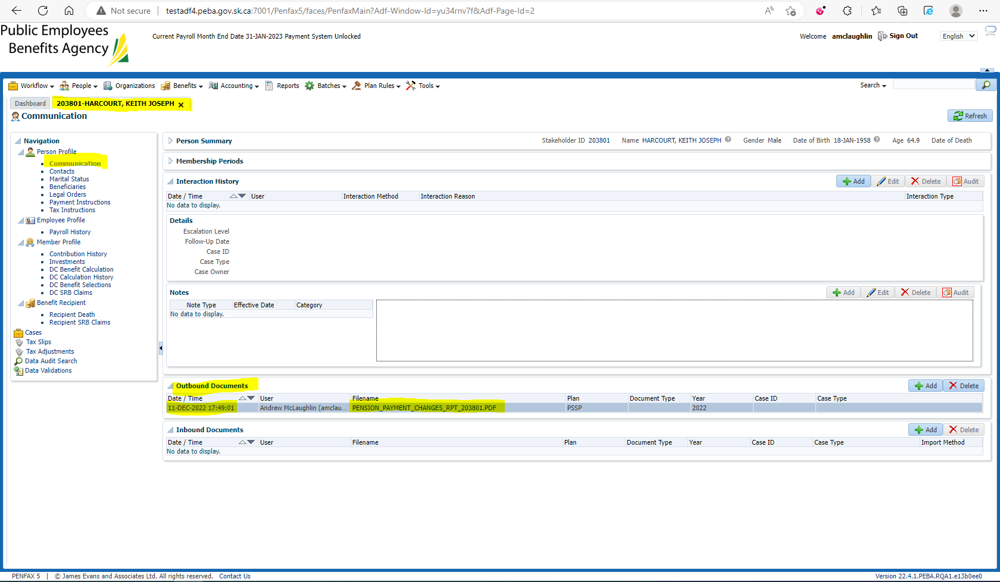 Not secure | testadf4.peba.gov.sk.ca:7001/Penfax5/faces/PenfaxMain?Adf-Window-Id=yu34rnv7f&Adf-Page-Id=2
Public Employees
Benefits Agency
Current Payroll Month End Date 31-JAN-2023 Payment System Unlocked
Welcome amclaughlin Sign Out English
Workflow People Organizations Benefits Accounting Reports Batches Plan Rules Tools Search
Dashboard 203801-HARCOURT, KEITH JOSEPH
Communication Refresh
Navigation
Person Profile
Communication
Contacts
Marital Status
Beneficiaries
Legal Orders
Payment Instructions
Tax Instructions
Employee Profile
Payroll History
Member Profile
Contribution History
Investments
DC Benefit Calculation
DC Calculation History
DC Benefit Selections
DC SRB Claims
Benefit Recipient
Recipient Death
Recipient SRB Claims
Cases
Tax Slips
Tax Adjustments
Data Audit Search
Data Validations
Person Summary Stakeholder ID 203801 Name HARCOURT, KEITH JOSEPH Gender Male Date of Birth 18-JAN-1958 Age 64.9 Date of Death
Membership Periods
Interaction History Add Edit Delete Audit
Date / Time User Interaction Method Interaction Reason Interaction Type
No data to display.
Details
Escalation Level
Follow-Up Date
Case ID
Case Type
Case Owner
Notes Add Edit Delete Audit
Note Type Effective Date Category
No data to display.
Outbound Documents Add Delete
Date / Time User Filename Plan Document Type Year Case ID Case Type
11-DEC-2022 17:49:01 Andrew McLaughlin (amclau... PENSION_PAYMENT_CHANGES_RPT_203801.PDF PSSP 2022
Inbound Documents Add Delete
Date / Time User Filename Plan Document Type Year Case ID Case Type Import Method
No data to display.
PENFAX 5 | © James Evans and Associates Ltd. All rights reserved. Contact Us Version 22.4.1.PEBA.RQA1.e13b0ee0